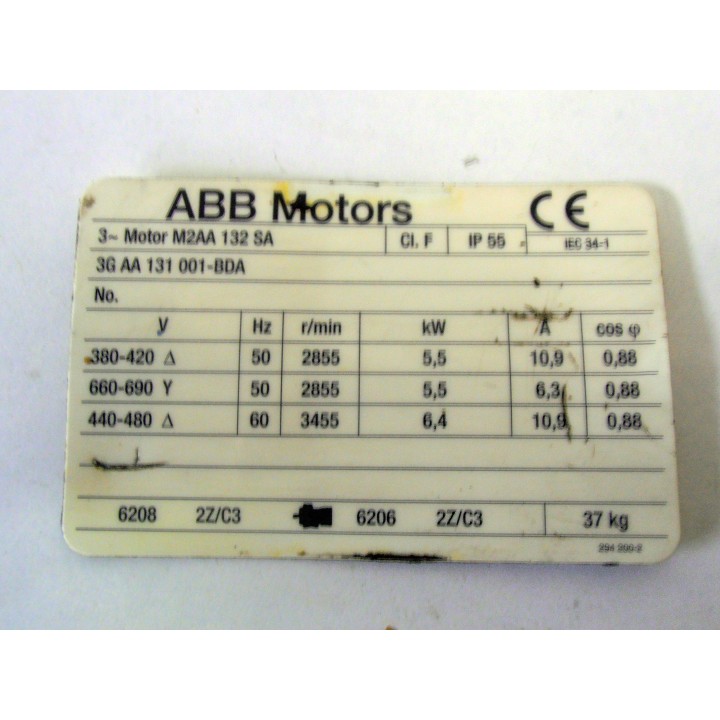 ABB Motors CE
3~ Motor M2AA 132 SA Cl. F IP 55 IEC 34-1
3G AA 131 001-BDA
No.
V Hz r/min kW A cos φ
380-420 Δ 50 2855 5,5 10,9 0,88
660-690 Y 50 2855 5,5 6,3 0,88
440-480 Δ 60 3455 6,4 10,9 0,88
6208 2Z/C3 6206 2Z/C3 37 kg
294 200-2